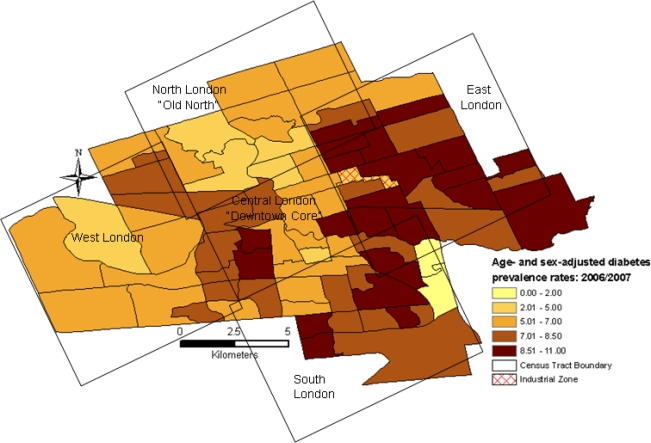 North London
"Old North"
East
London
N
Central London
"Downtown Core"
West London
Age- and sex-adjusted diabetes
prevalence rates: 2006/2007
0.00 - 2.00
2.01 - 5.00
5.01 - 7.00
7.01 - 8.50
8.51 - 11.00
Census Tract Boundary
Industrial Zone
0 2.5 5
Kilometers
South
London